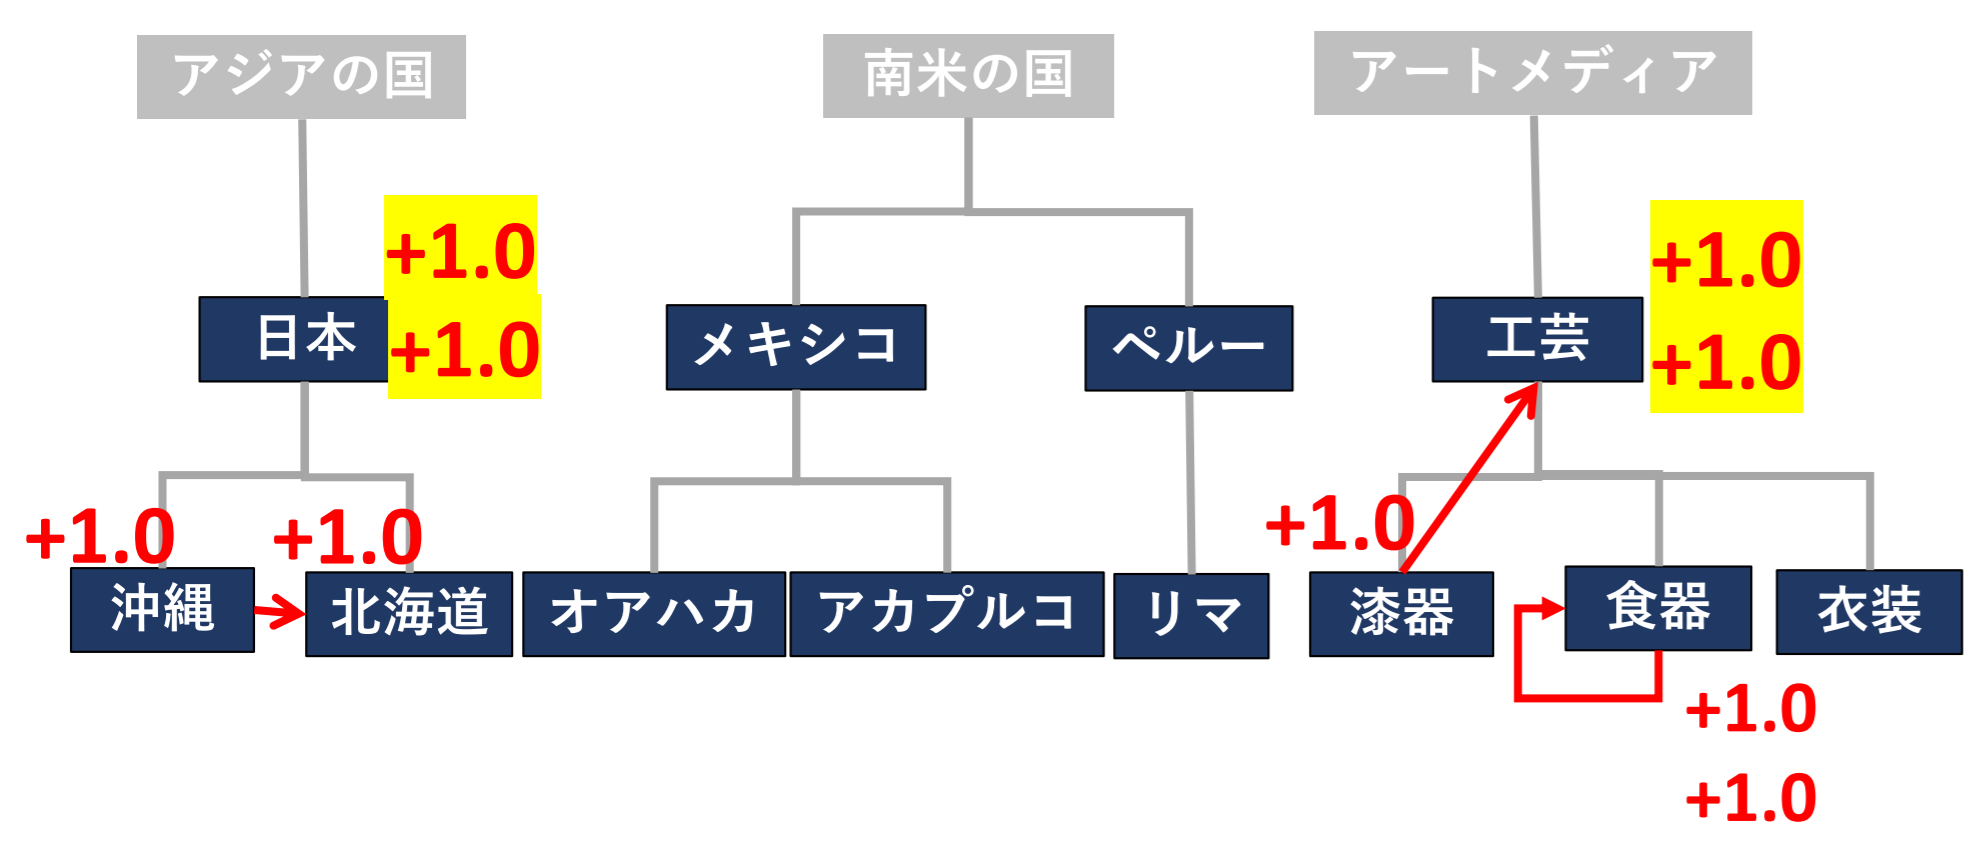 アジアの国
南米の国
アートメディア
+1.0
+1.0
+1.0
+1.0
日本
メキシコ
ペルー
工芸
+1.0
+1.0
+1.0
沖縄
北海道
オアハカ
アカプルコ
リマ
漆器
食器
衣装
+1.0
+1.0